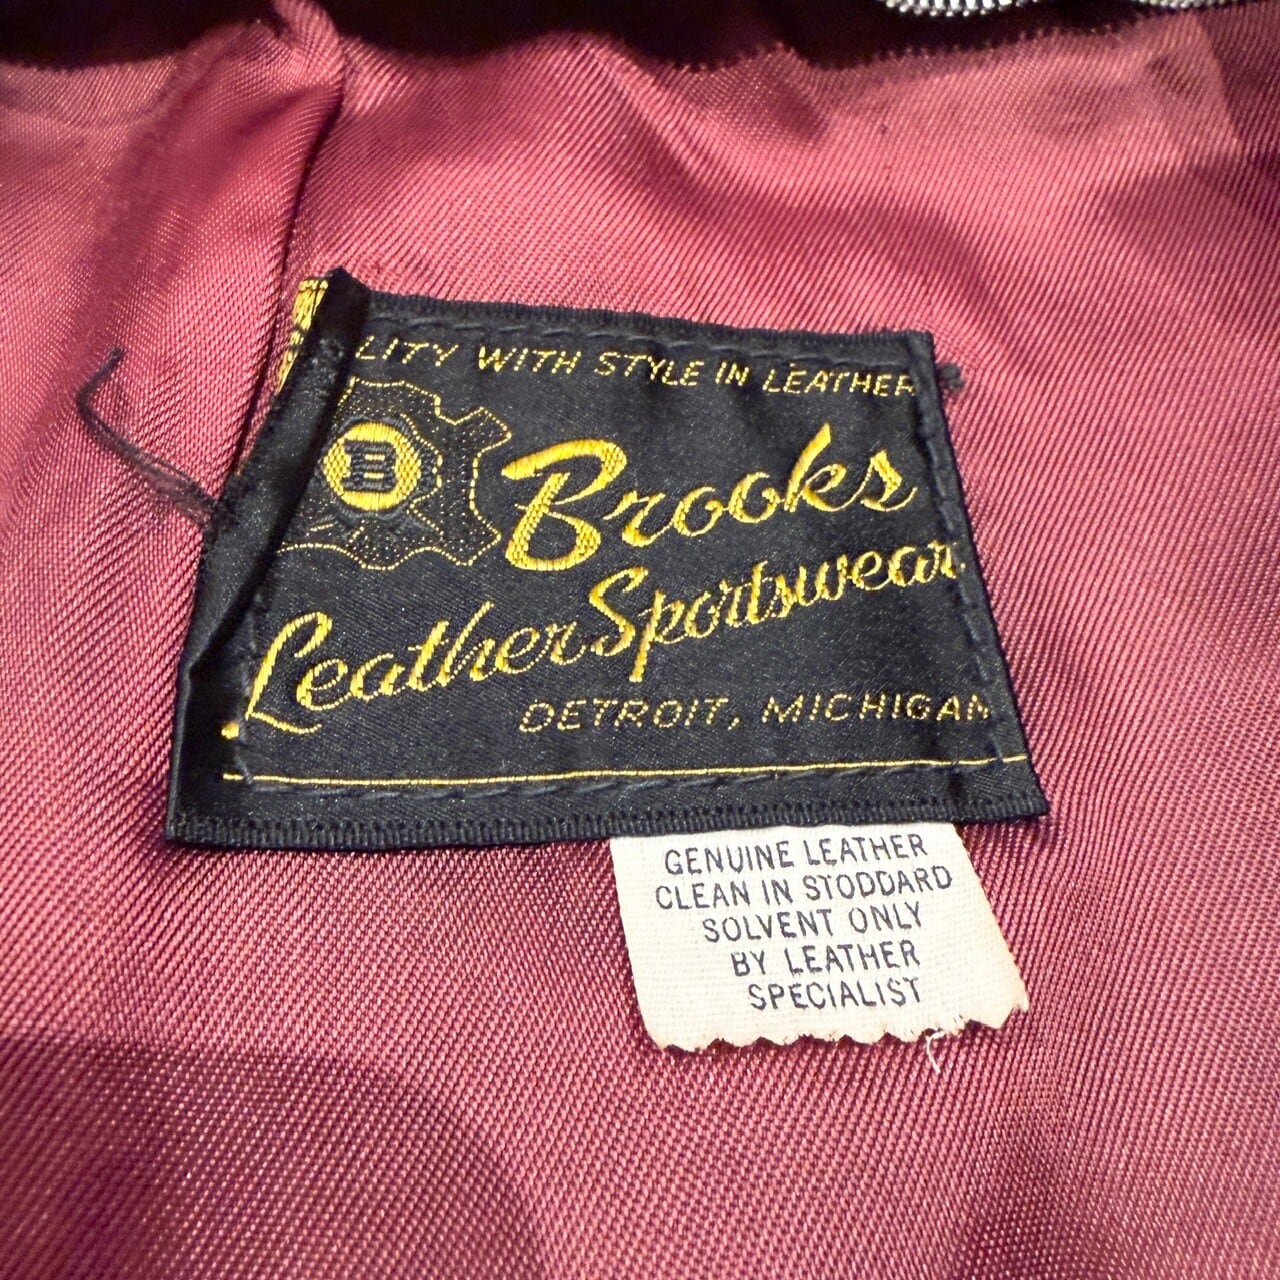 LITY WITH STYLE IN LEATHER
B
Brooks
Leather Sportswear
DETROIT, MICHIGAN
GENUINE LEATHER
CLEAN IN STODDARD
SOLVENT ONLY
BY LEATHER
SPECIALIST